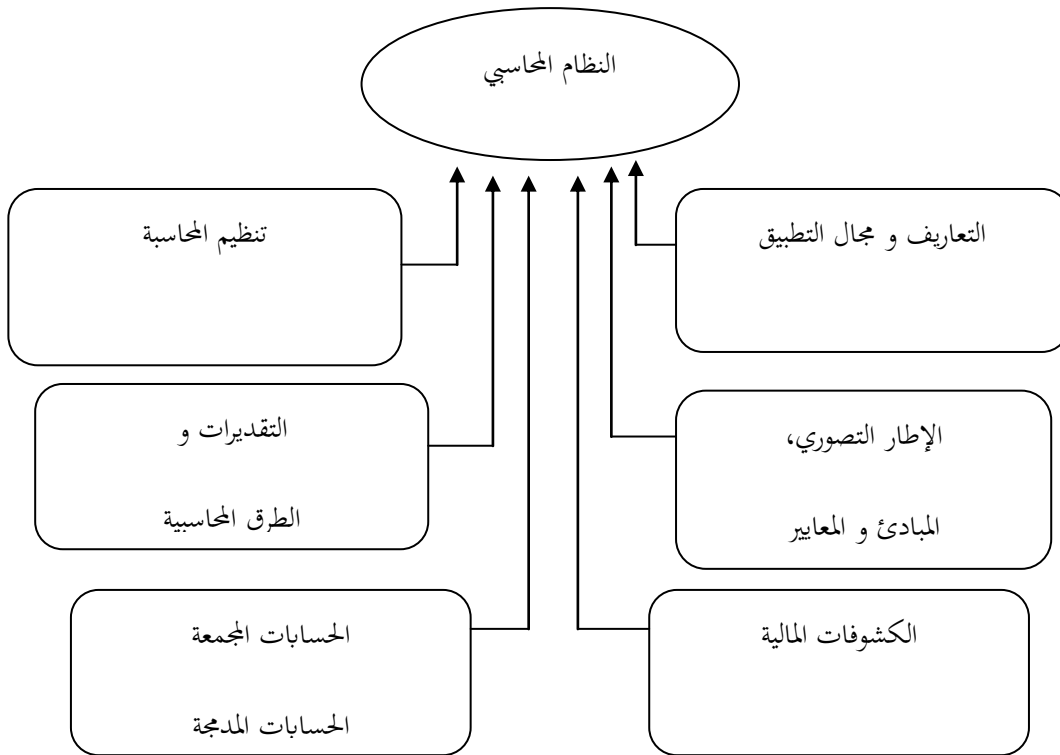 النظام المحاسبي
التعاريف و مجال التطبيق
تنظيم المحاسبة
الإطار التصوري،
المبادئ و المعايير
التقديرات و
الطرق المحاسبية
الكشوفات المالية
الحسابات المجمعة
الحسابات المدمجة